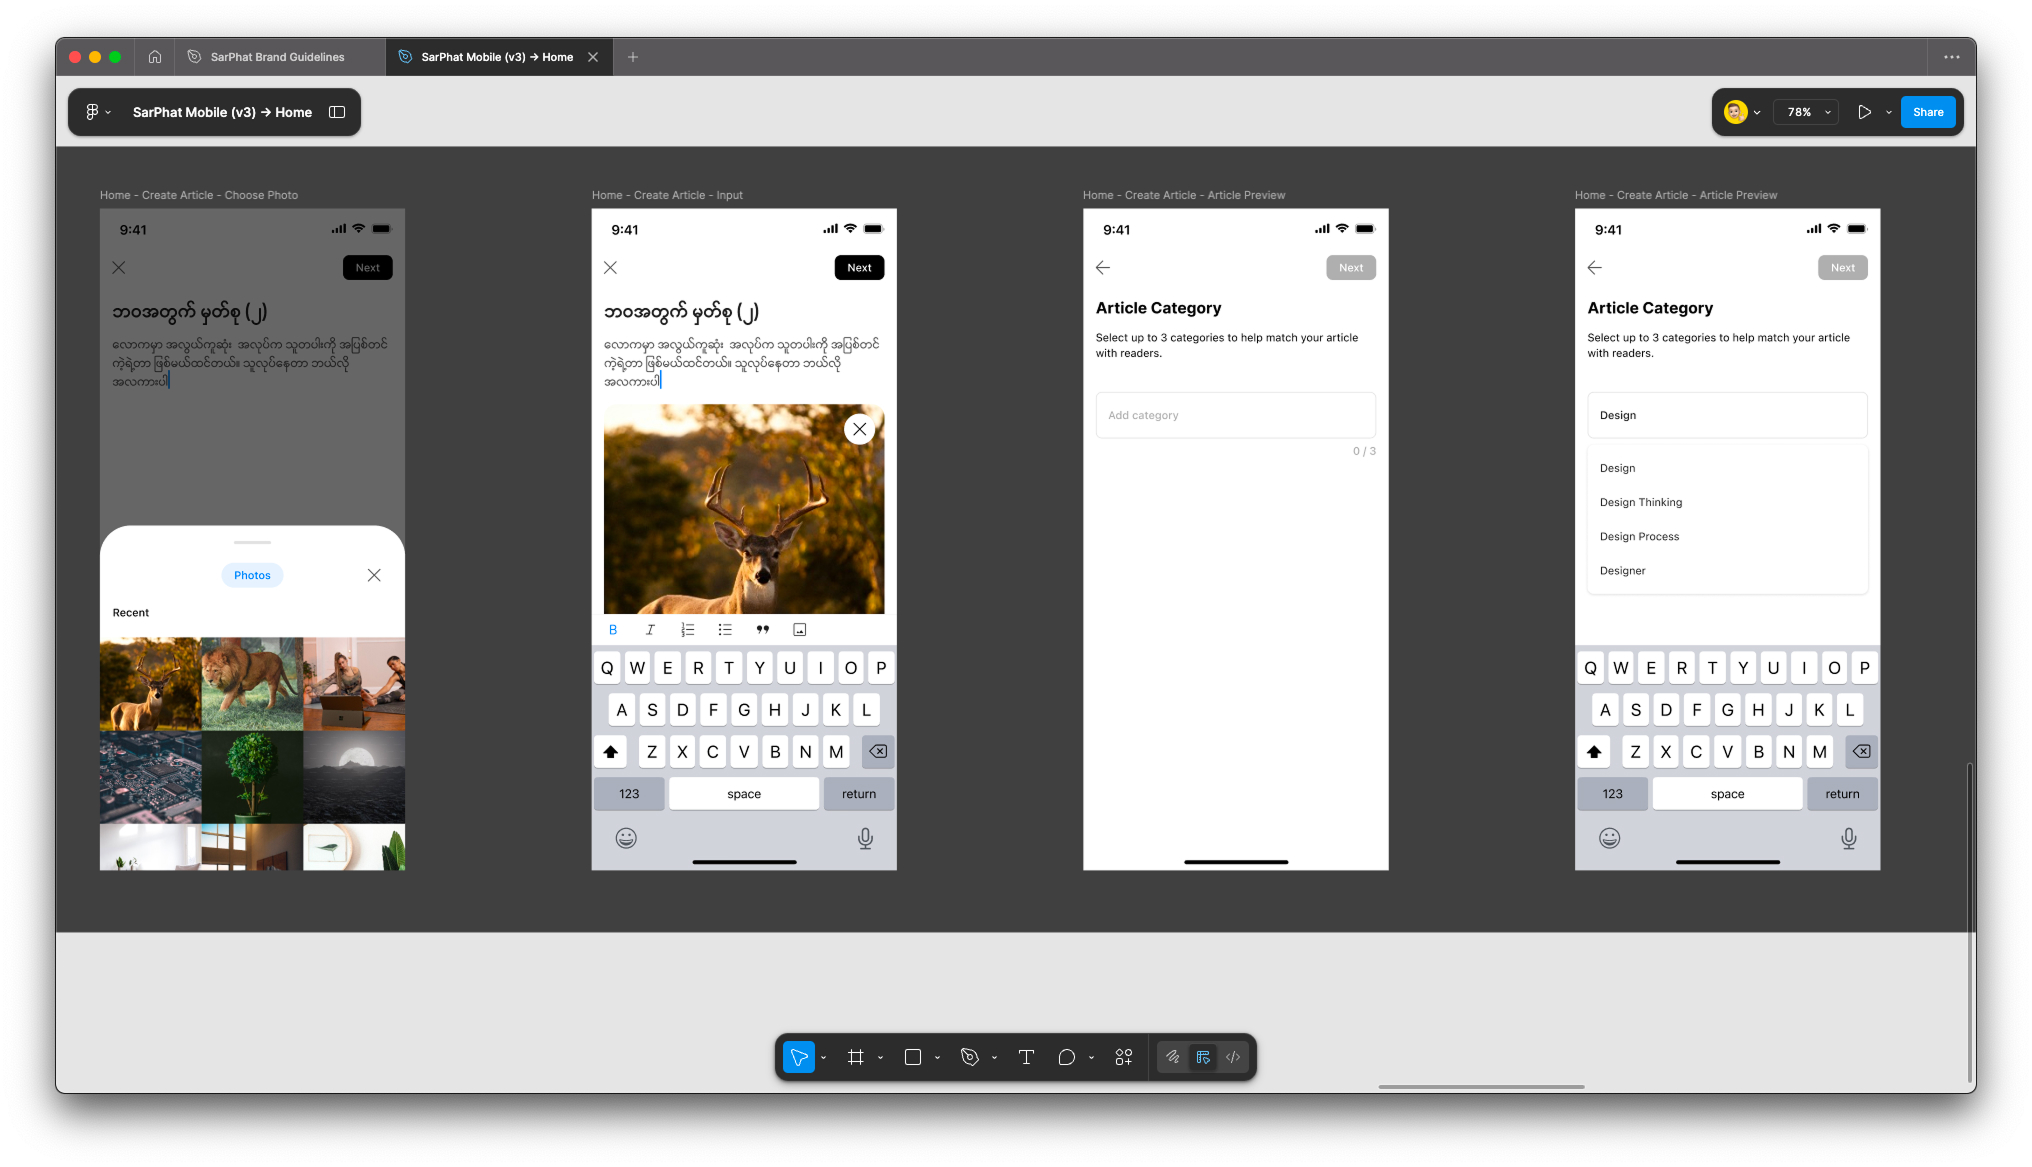 SarPhat Brand Guidelines
SarPhat Mobile (v3) → Home
SarPhat Mobile (v3) → Home
78%
Share
Home - Create Article - Choose Photo
9:41
Next
ဘဝအတွက် မှတ်စု (၂)
လောကမှာ အလွယ်ကူဆုံး အလုပ်က သူတပါးကို အပြစ်တင်
ကဲ့ရဲ့တာ ဖြစ်မယ်ထင်တယ်။ သူလုပ်နေတာ ဘယ်လို
အလကားပါ
Photos
Recent
Home - Create Article - Input
9:41
Next
ဘဝအတွက် မှတ်စု (၂)
လောကမှာ အလွယ်ကူဆုံး အလုပ်က သူတပါးကို အပြစ်တင်
ကဲ့ရဲ့တာ ဖြစ်မယ်ထင်တယ်။ သူလုပ်နေတာ ဘယ်လို
အလကားပါ
B I
Q W E R T Y U I O P
A S D F G H J K L
Z X C V B N M
123 space return
Home - Create Article - Article Preview
9:41
Next
Article Category
Select up to 3 categories to help match your article
with readers.
Add category
0 / 3
Home - Create Article - Article Preview
9:41
Next
Article Category
Select up to 3 categories to help match your article
with readers.
Design
Design
Design Thinking
Design Process
Designer
Q W E R T Y U I O P
A S D F G H J K L
Z X C V B N M
123 space return